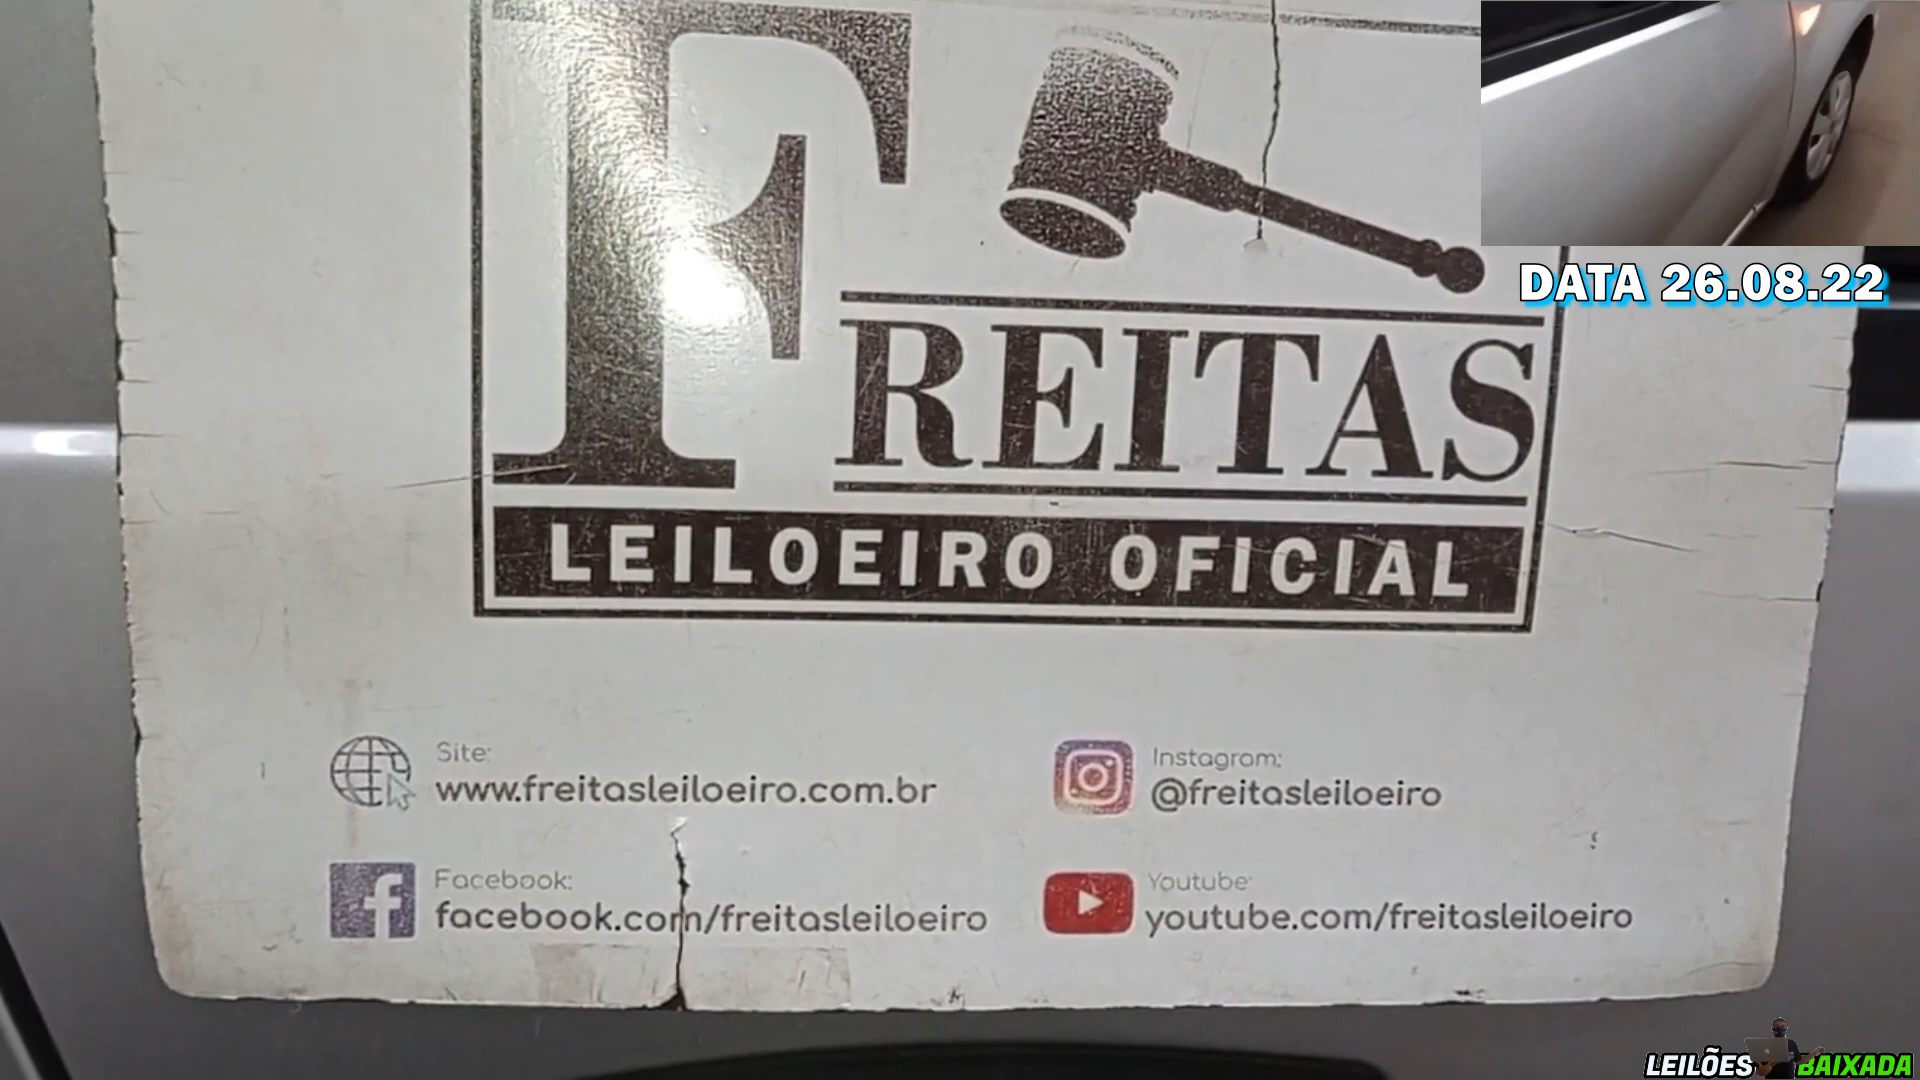 FREITAS
LEILOEIRO OFICIAL
Site:
www.freitasleiloeiro.com.br
Instagram:
@freitasleiloeiro
Facebook:
facebook.com/freitasleiloeiro
Youtube:
youtube.com/freitasleiloeiro
DATA 26.08.22
LEILÕES BAIXADA